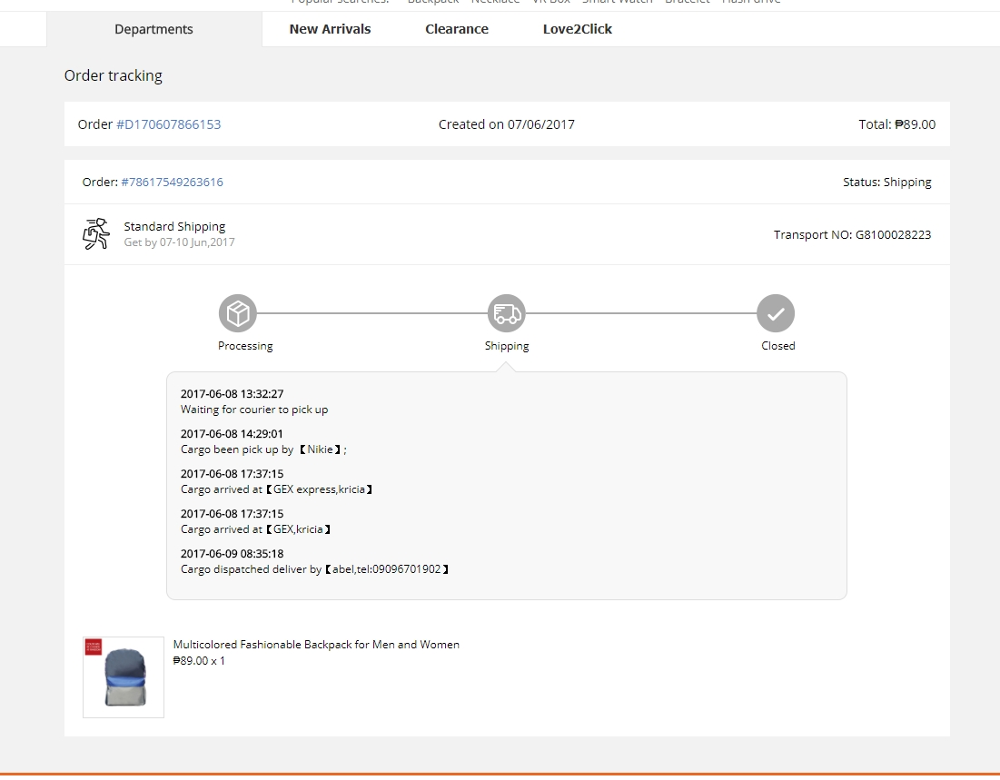 Popular searches: Backpack Necklace VR Box Smart Watch Bracelet Flash drive
Departments New Arrivals Clearance Love2Click
Order tracking
Order #D170607866153 Created on 07/06/2017 Total: ₱89.00
Order: #78617549263616 Status: Shipping
Standard Shipping
Get by 07-10 Jun,2017
Transport NO: G8100028223
Processing Shipping Closed
2017-06-08 13:32:27
Waiting for courier to pick up
2017-06-08 14:29:01
Cargo been pick up by 【Nikie】;
2017-06-08 17:37:15
Cargo arrived at【GEX express,kricia】
2017-06-08 17:37:15
Cargo arrived at【GEX,kricia】
2017-06-09 08:35:18
Cargo dispatched deliver by【abel,tel:09096701902】
Multicolored Fashionable Backpack for Men and Women
₱89.00 x 1